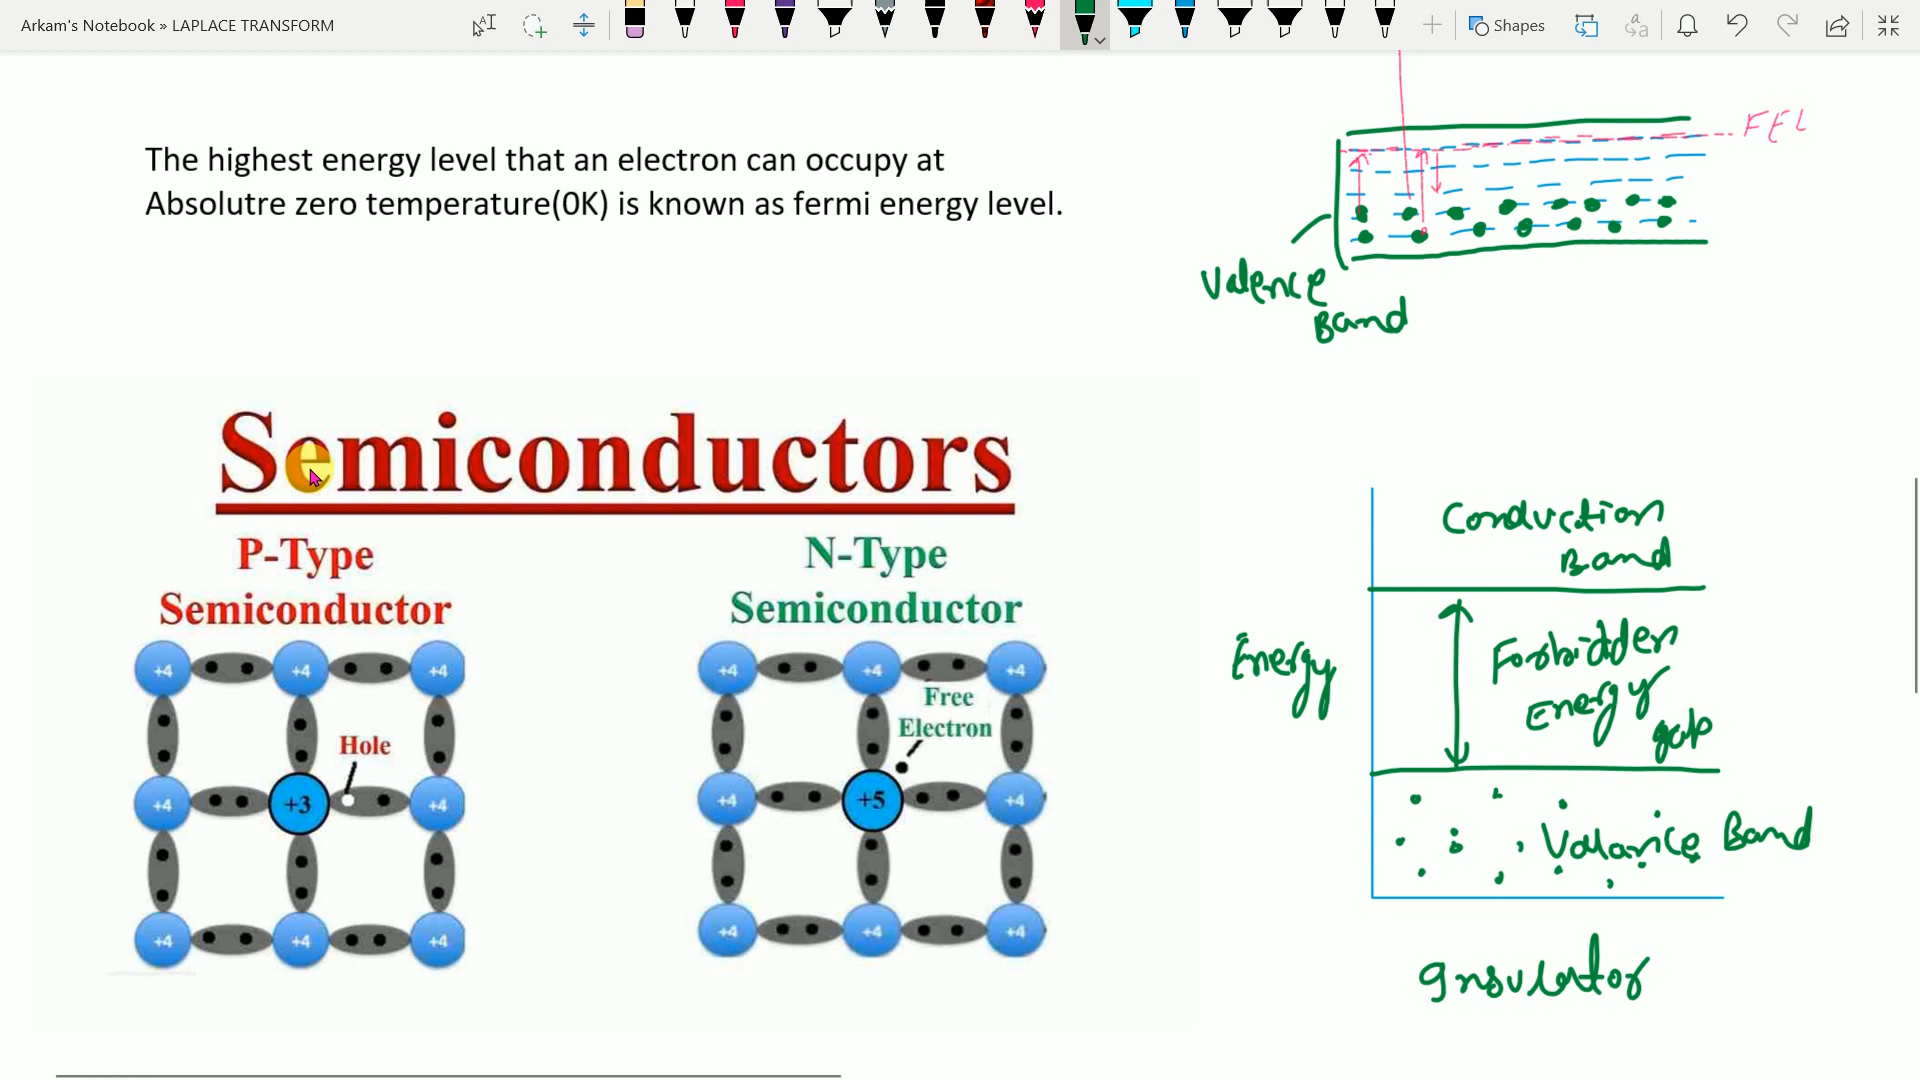 Arkam's Notebook » LAPLACE TRANSFORM
Shapes
The highest energy level that an electron can occupy at
Absolutre zero temperature(0K) is known as fermi energy level.
FEL
Valence
Band
Semiconductors
P-Type
Semiconductor
+4 +4 +4
Hole
+4 +3 +4
+4 +4 +4
N-Type
Semiconductor
+4 +4 +4
Free
Electron
+4 +5 +4
+4 +4 +4
Conduction
Band
Energy
Forbidden
Energy
gap
Valance Band
Insulator